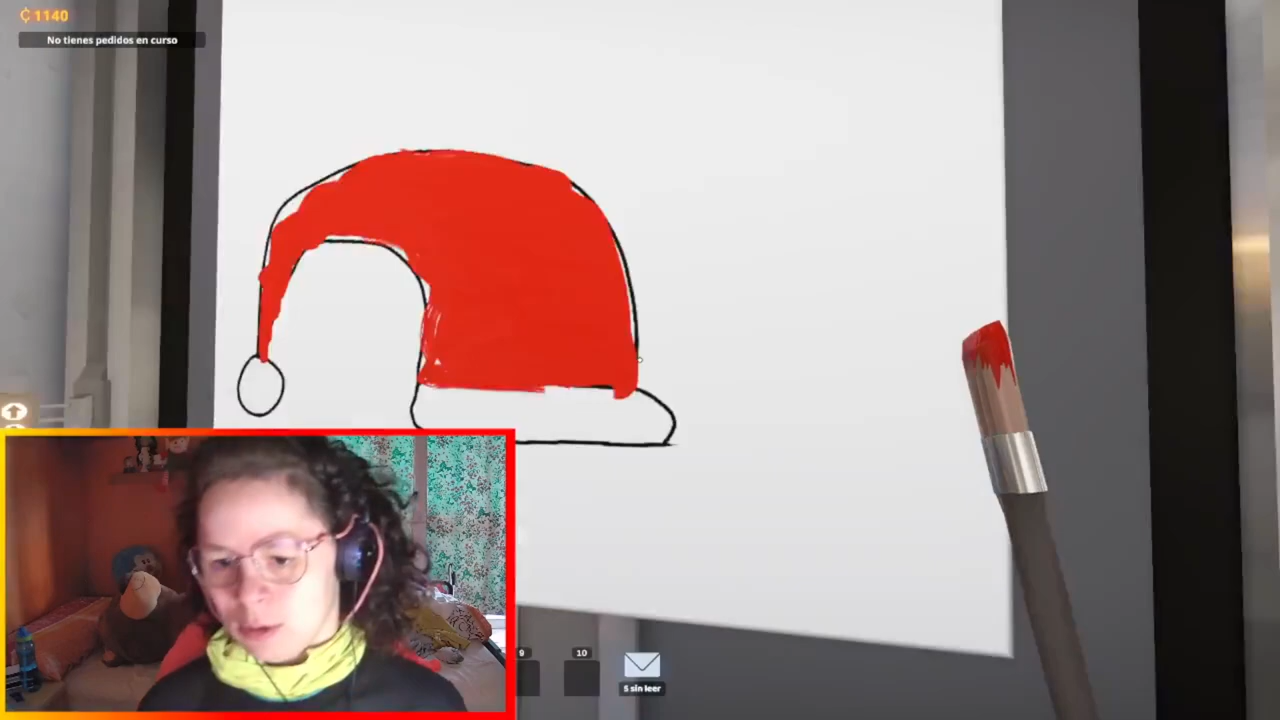 ₵ 1140
No tienes pedidos en curso
9
10
5 sin leer